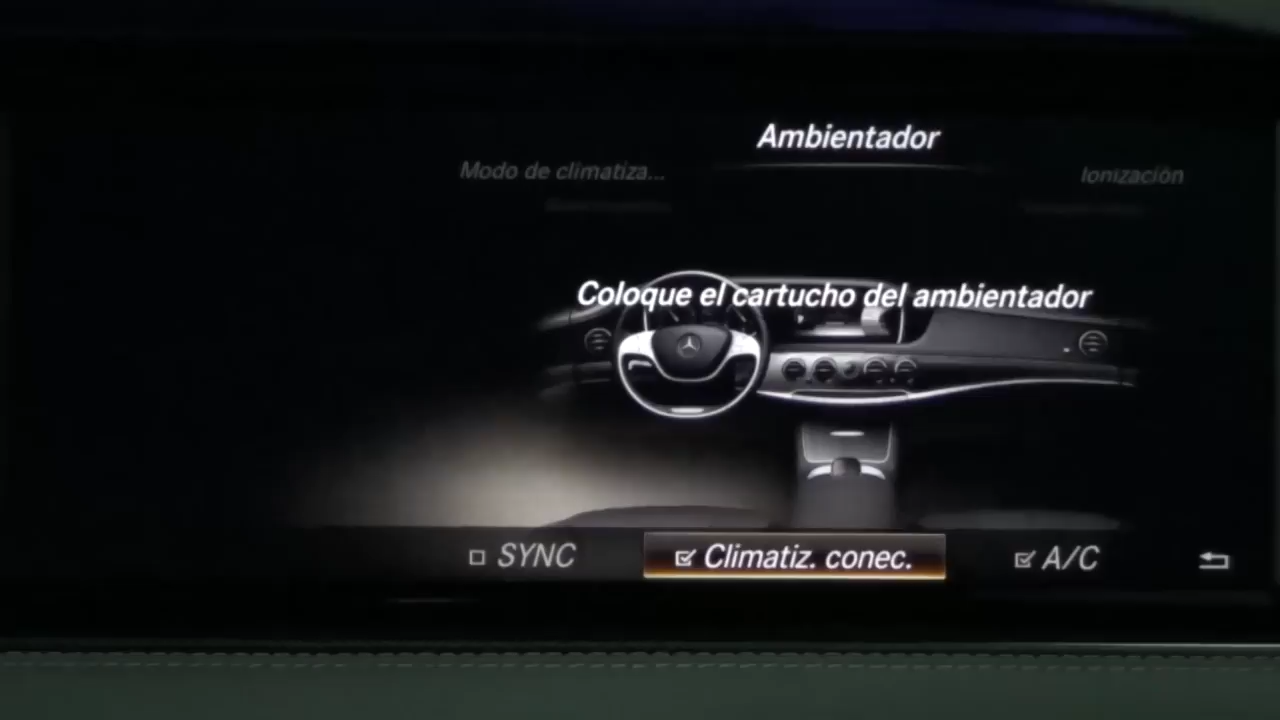 Ambientador
Modo de climatiza...
Ionización
Coloque el cartucho del ambientador
SYNC
Climatiz. conec.
A/C